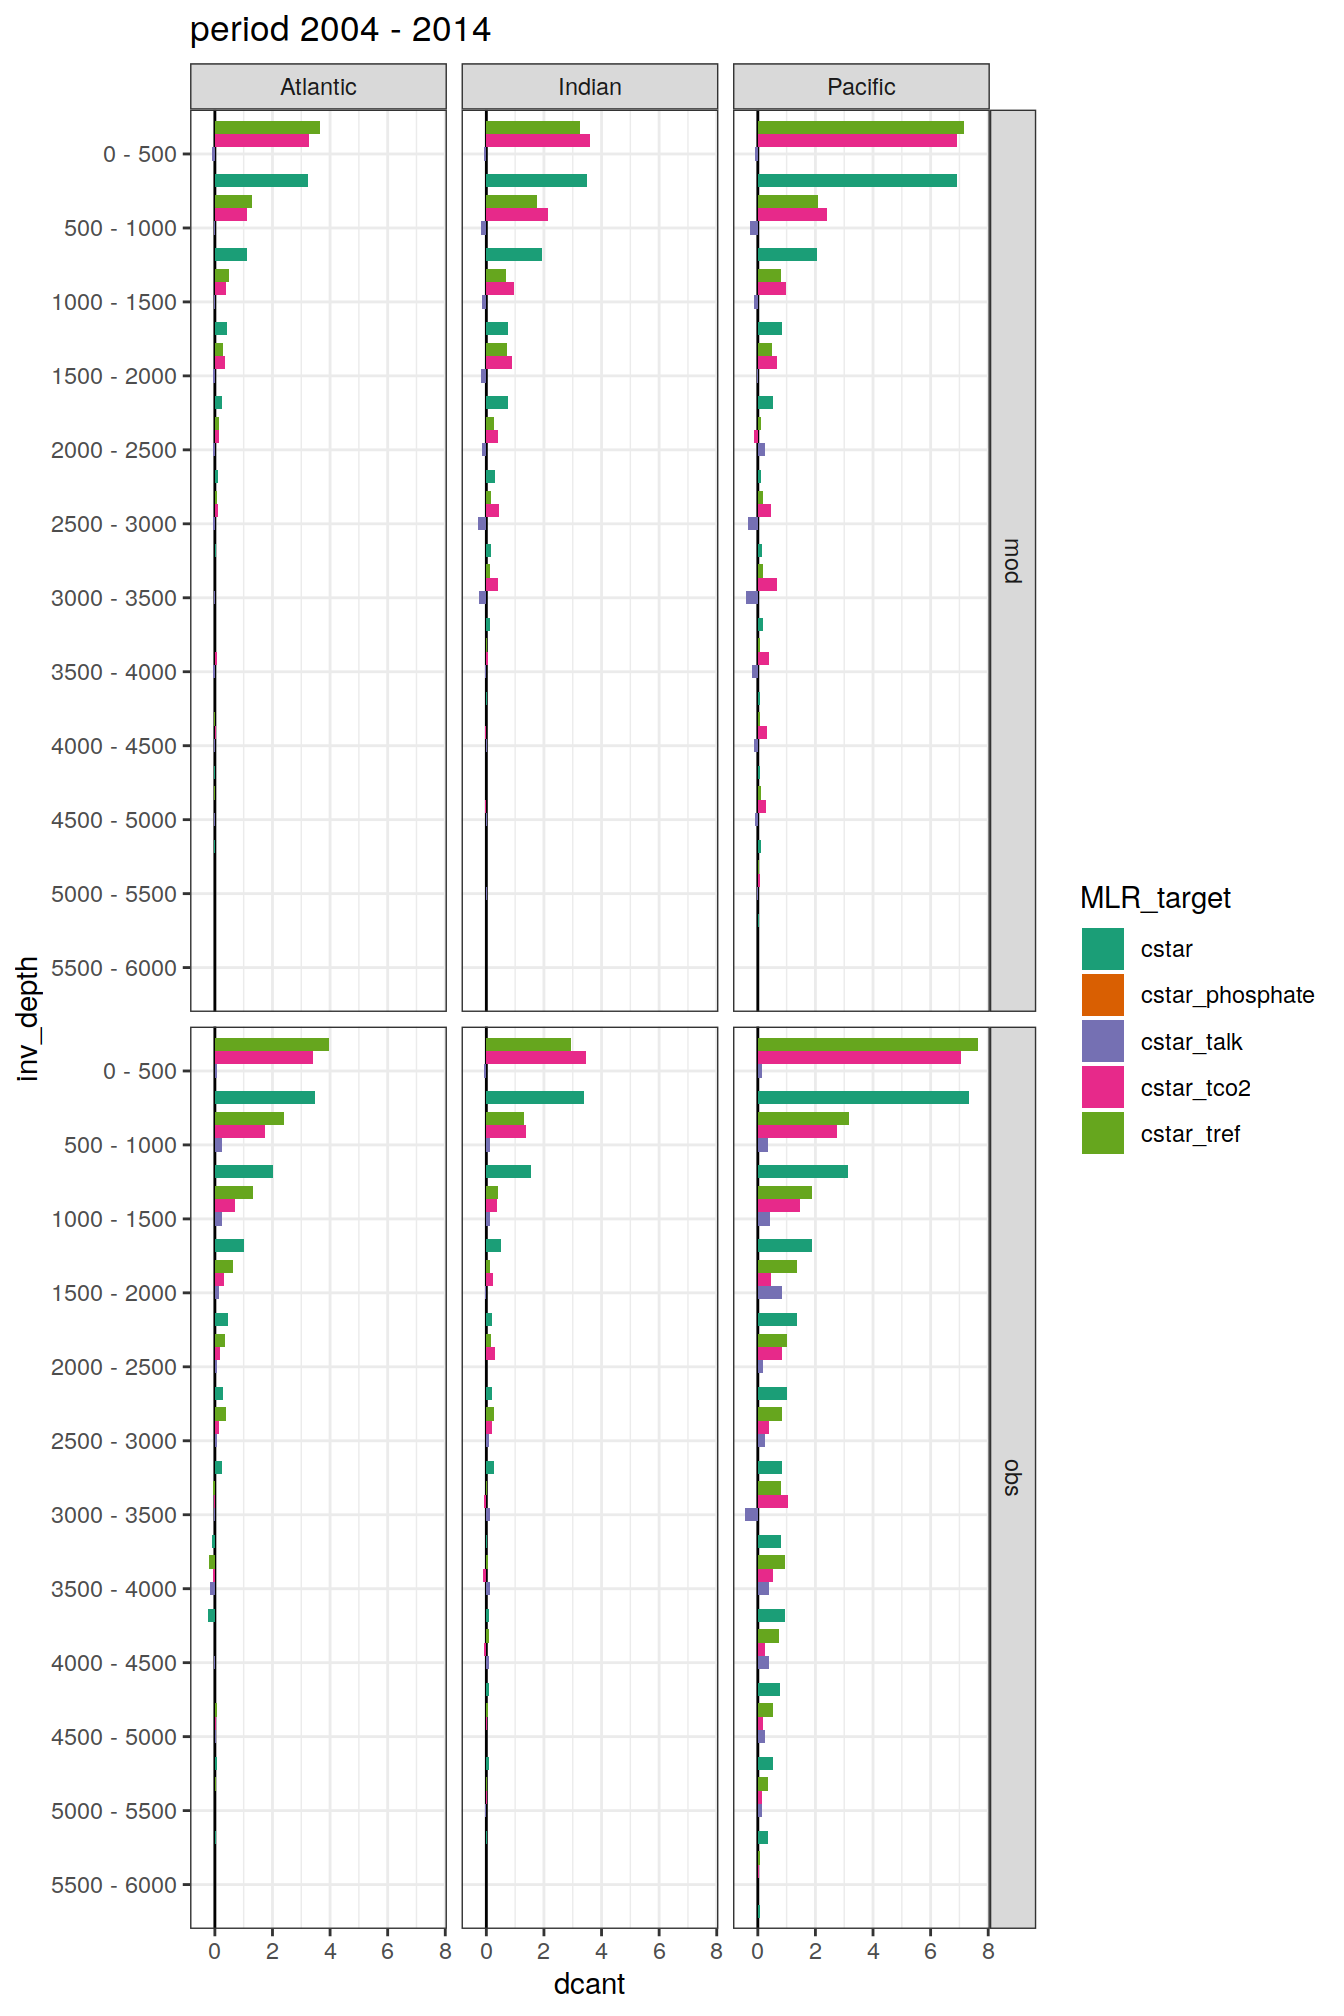 period 2004 - 2014
Atlantic
Indian
Pacific
0 - 500
500 - 1000
1000 - 1500
1500 - 2000
2000 - 2500
2500 - 3000
3000 - 3500
3500 - 4000
4000 - 4500
4500 - 5000
5000 - 5500
5500 - 6000
mod
0 - 500
500 - 1000
1000 - 1500
1500 - 2000
2000 - 2500
2500 - 3000
3000 - 3500
3500 - 4000
4000 - 4500
4500 - 5000
5000 - 5500
5500 - 6000
obs
inv_depth
0 2 4 6 8
0 2 4 6 8
0 2 4 6 8
dcant
MLR_target
cstar
cstar_phosphate
cstar_talk
cstar_tco2
cstar_tref